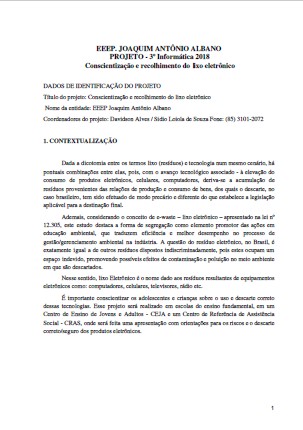 EEEP. JOAQUIM ANTÔNIO ALBANO
PROJETO - 3º Informática 2018
Conscientização e recolhimento do lixo eletrônico
DADOS DE IDENTIFICAÇÃO DO PROJETO
Título do projeto: Conscientização e recolhimento do lixo eletrônico
Nome da entidade: EEEP Joaquim Antônio Albano
Coordenadores do projeto: Davidson Alves / Sidio Loiola de Souza Fone: (85) 3101-2072
1. CONTEXTUALIZAÇÃO
Dada a dicotomia entre os termos lixo (resíduos) e tecnologia num mesmo cenário, há
pontuais combinações entre elas, pois, com o avanço tecnológico associado - à elevação do
consumo de produtos eletrônicos, celulares, computadores, deriva-se a acumulação de
resíduos provenientes das relações de produção e consumo de bens, dos quais o descarte, no
caso brasileiro, tem sido efetuado de modo precário e diferente do que estabelece a legislação
aplicável para a destinação final.
Ademais, considerando o conceito de e-waste – lixo eletrônico – apresentado na lei nº
12.305, este estudo destaca a forma de segregação como elemento promotor das ações em
educação ambiental, que traduzem eficiência e melhor desempenho no processo de
gestão/gerenciamento ambiental na indústria. A questão do resíduo eletrônico, no Brasil, é
exatamente igual a de outros resíduos dispostos indiscriminadamente, pois estes ocupam um
espaço indevido, promovendo possíveis efeitos de contaminação e poluição no meio ambiente
em que são descartados.
Nesse sentido, lixo Eletrônico é o nome dado aos resíduos resultantes de equipamentos
eletrônicos como: computadores, celulares, televisores, rádio etc.
É importante conscientizar os adolescentes e crianças sobre o uso e descarte correto
dessas tecnologias. Esse projeto será realizado em escolas do ensino fundamental, em um
Centro de Ensino de Jovens e Adultos - CEJA e um Centro de Referência de Assistência
Social - CRAS, onde será feita uma apresentação com orientações para os riscos e o descarte
correto/seguro dos produtos eletrônicos.
1